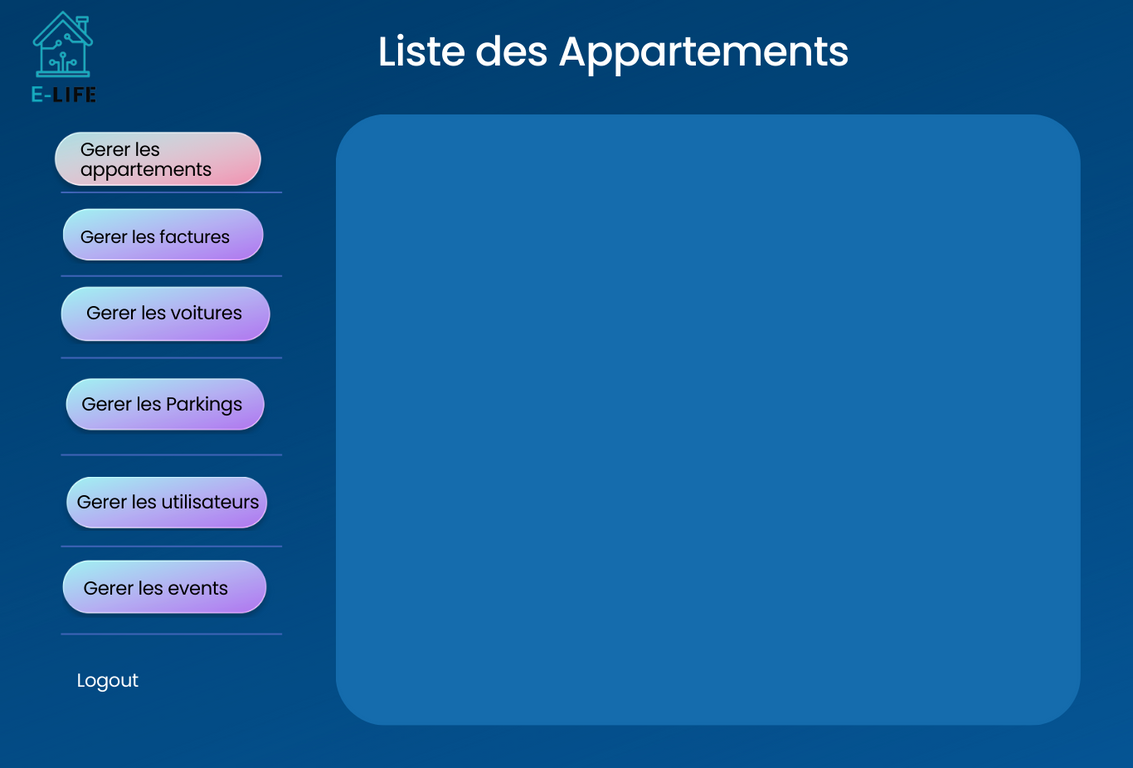 E-LIFE
Liste des Appartements
Gerer les
appartements
Gerer les factures
Gerer les voitures
Gerer les Parkings
Gerer les utilisateurs
Gerer les events
Logout